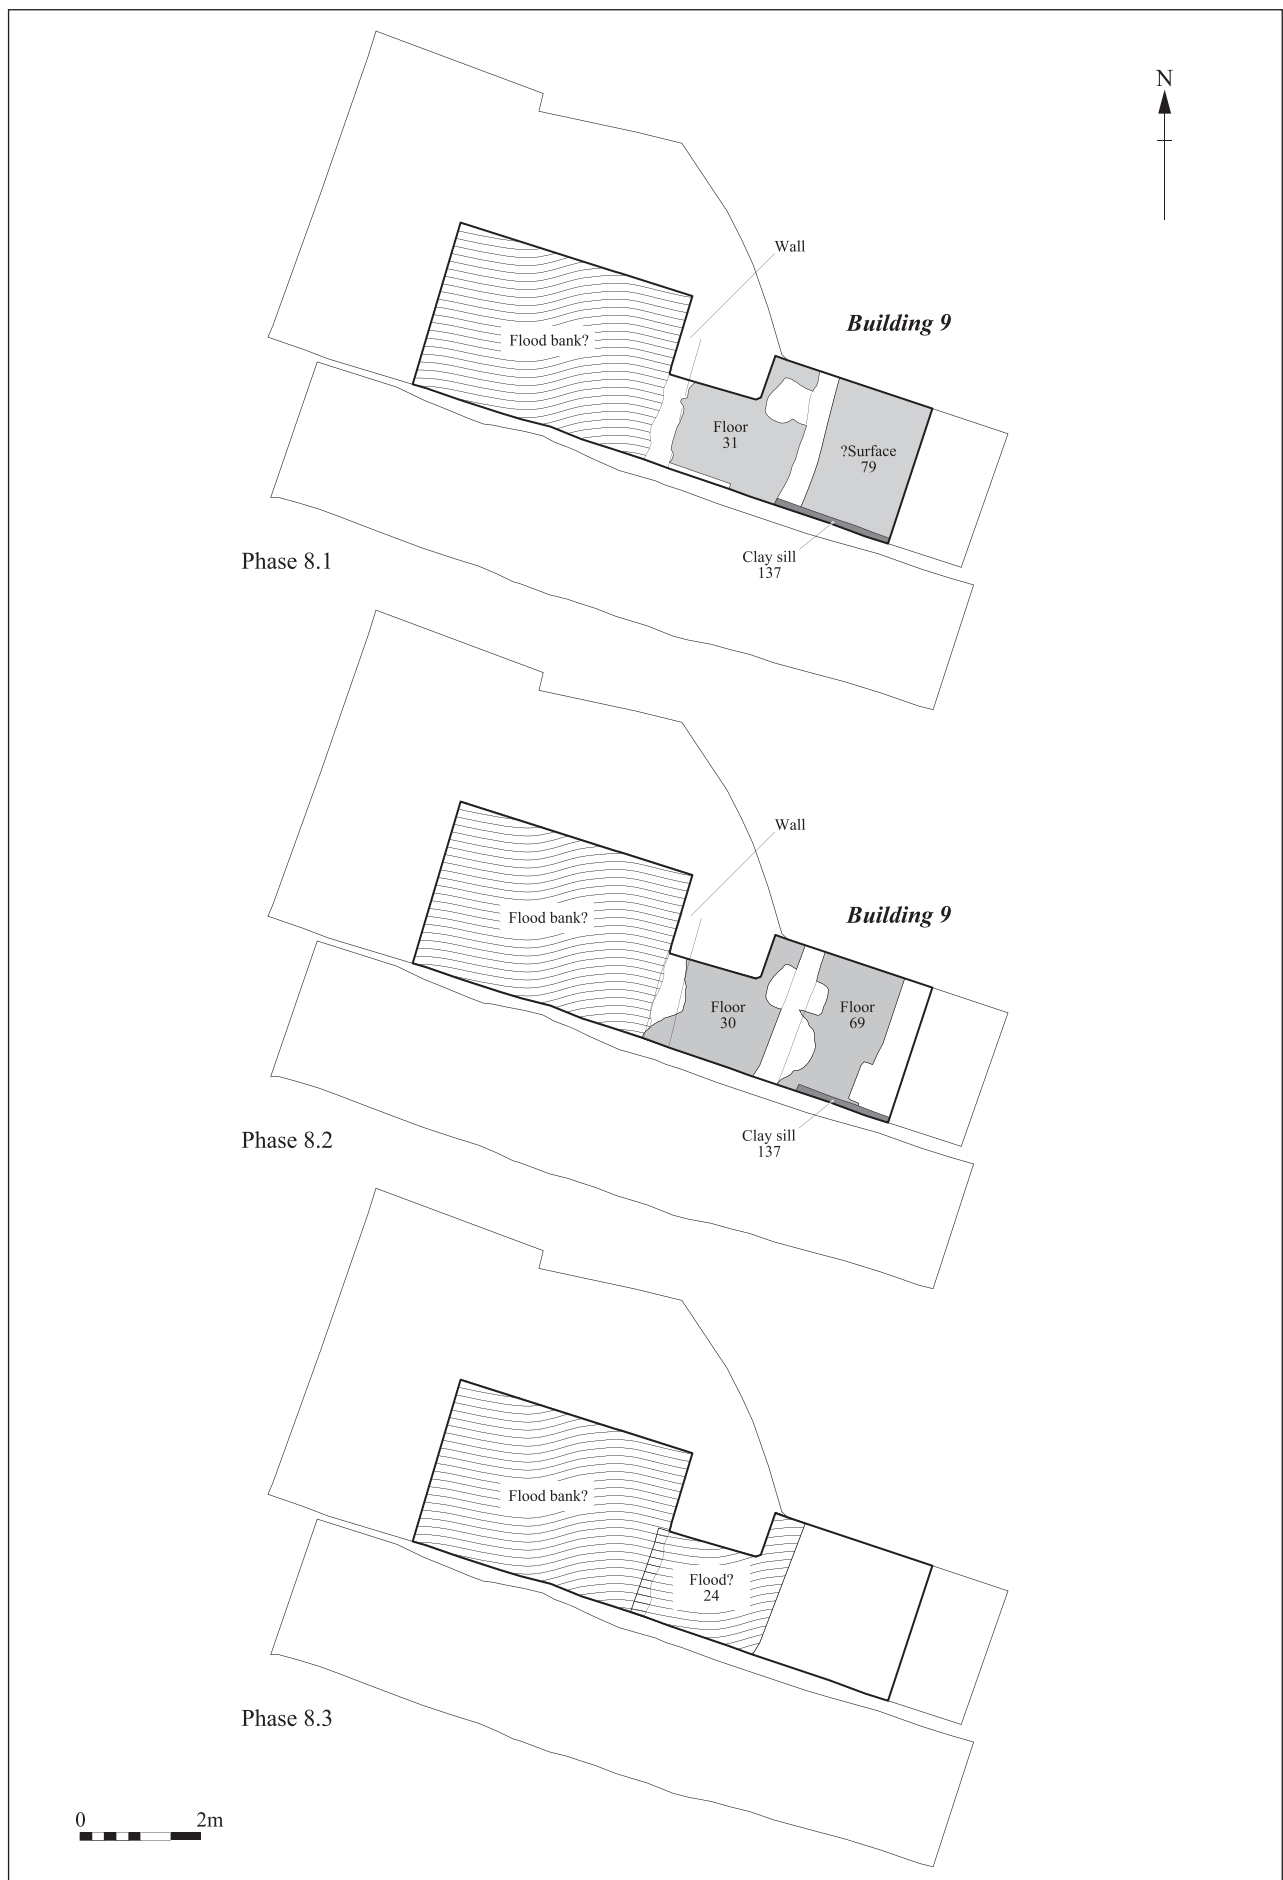 N
Wall
Building 9
Flood bank?
Floor
31
?Surface
79
Clay sill
137
Phase 8.1
Wall
Building 9
Flood bank?
Floor
30
Floor
69
Clay sill
137
Phase 8.2
Flood bank?
Flood?
24
Phase 8.3
0 2m